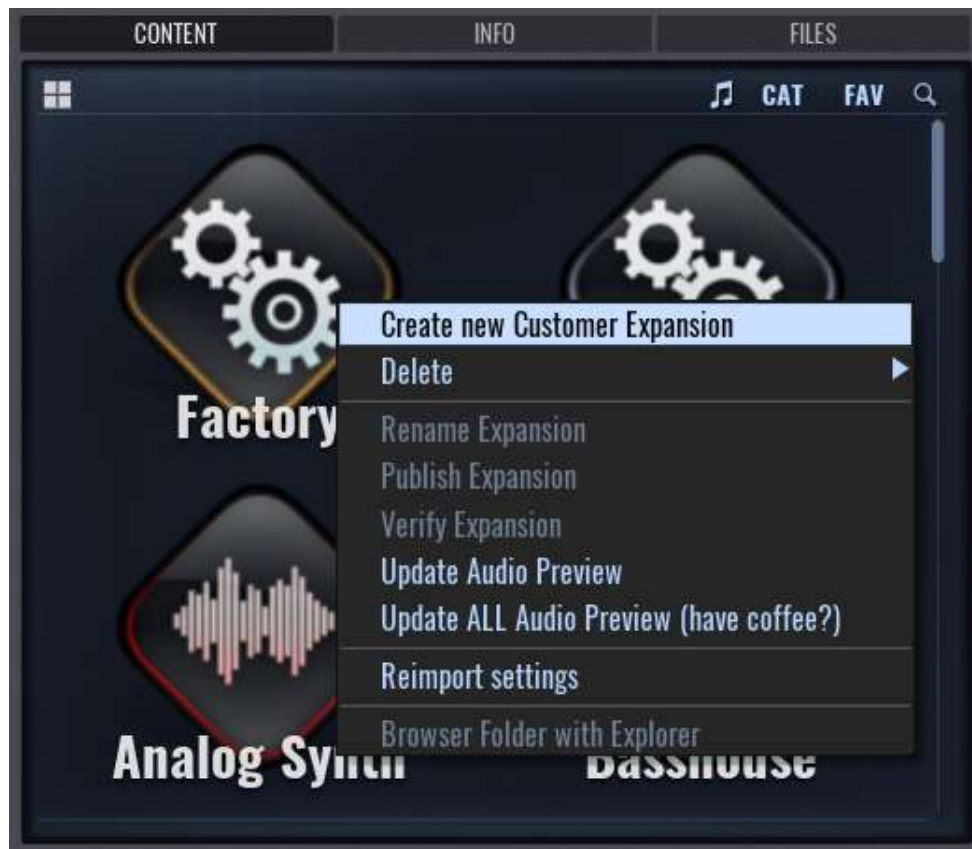 CONTENT INFO FILES
CAT FAV
Factory
Create new Customer Expansion
Delete
Rename Expansion
Publish Expansion
Verify Expansion
Update Audio Preview
Update ALL Audio Preview (have coffee?)
Reimport settings
Browser Folder with Explorer
Analog Synth Basshouse